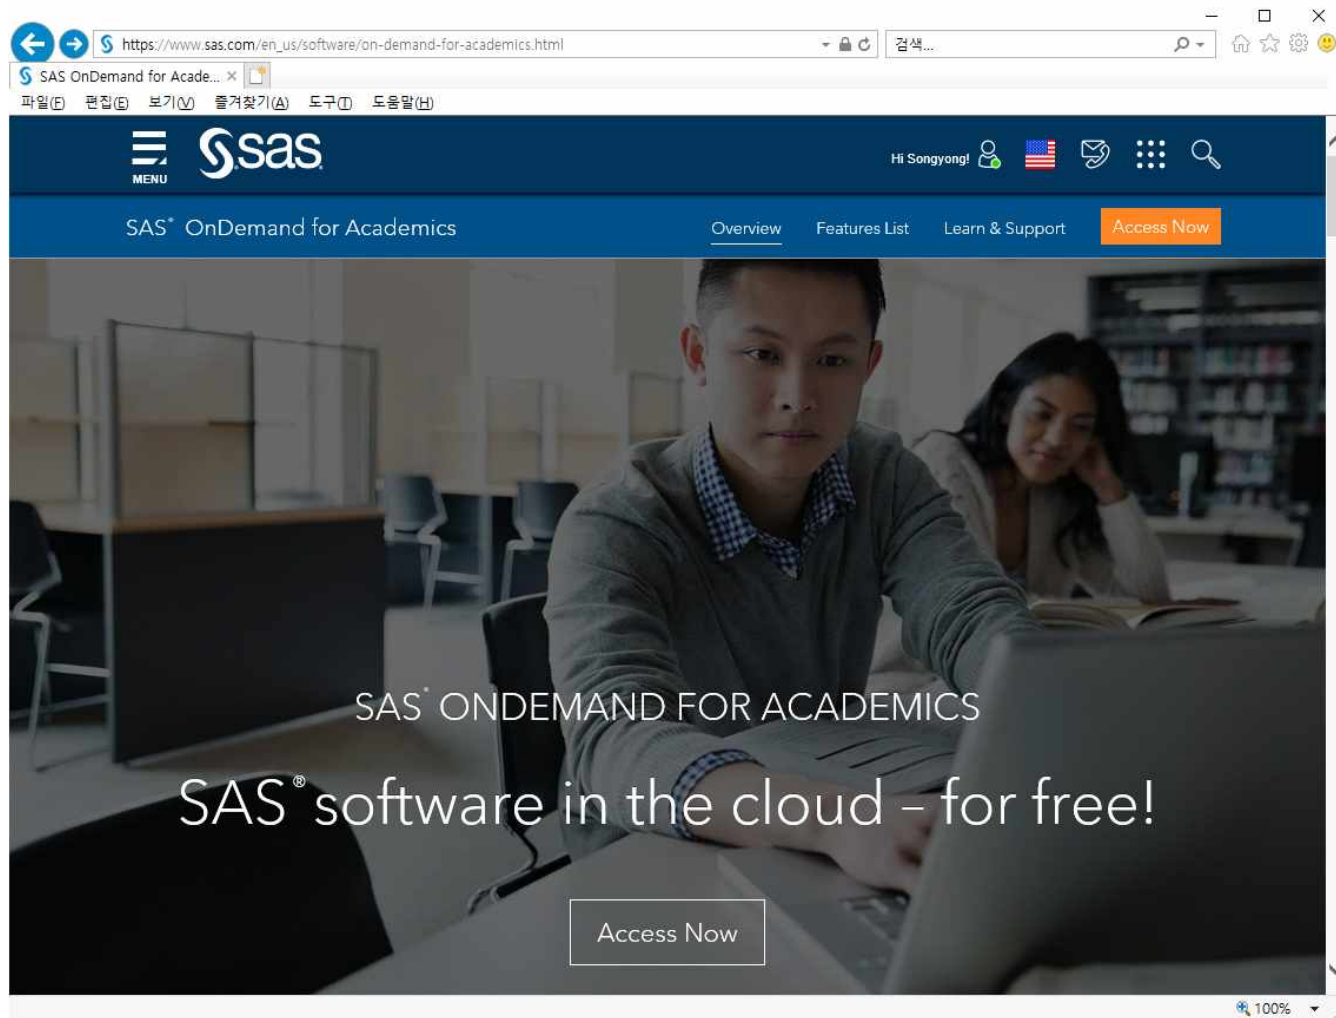 https://www.sas.com/en_us/software/on-demand-for-academics.html
검색...
SAS OnDemand for Acade...
파일(F) 편집(E) 보기(V) 즐겨찾기(A) 도구(T) 도움말(H)
MENU
sas
Hi Songyong!
SAS® OnDemand for Academics
Overview Features List Learn & Support Access Now
SAS® ONDEMAND FOR ACADEMICS
SAS® software in the cloud – for free!
Access Now
100%